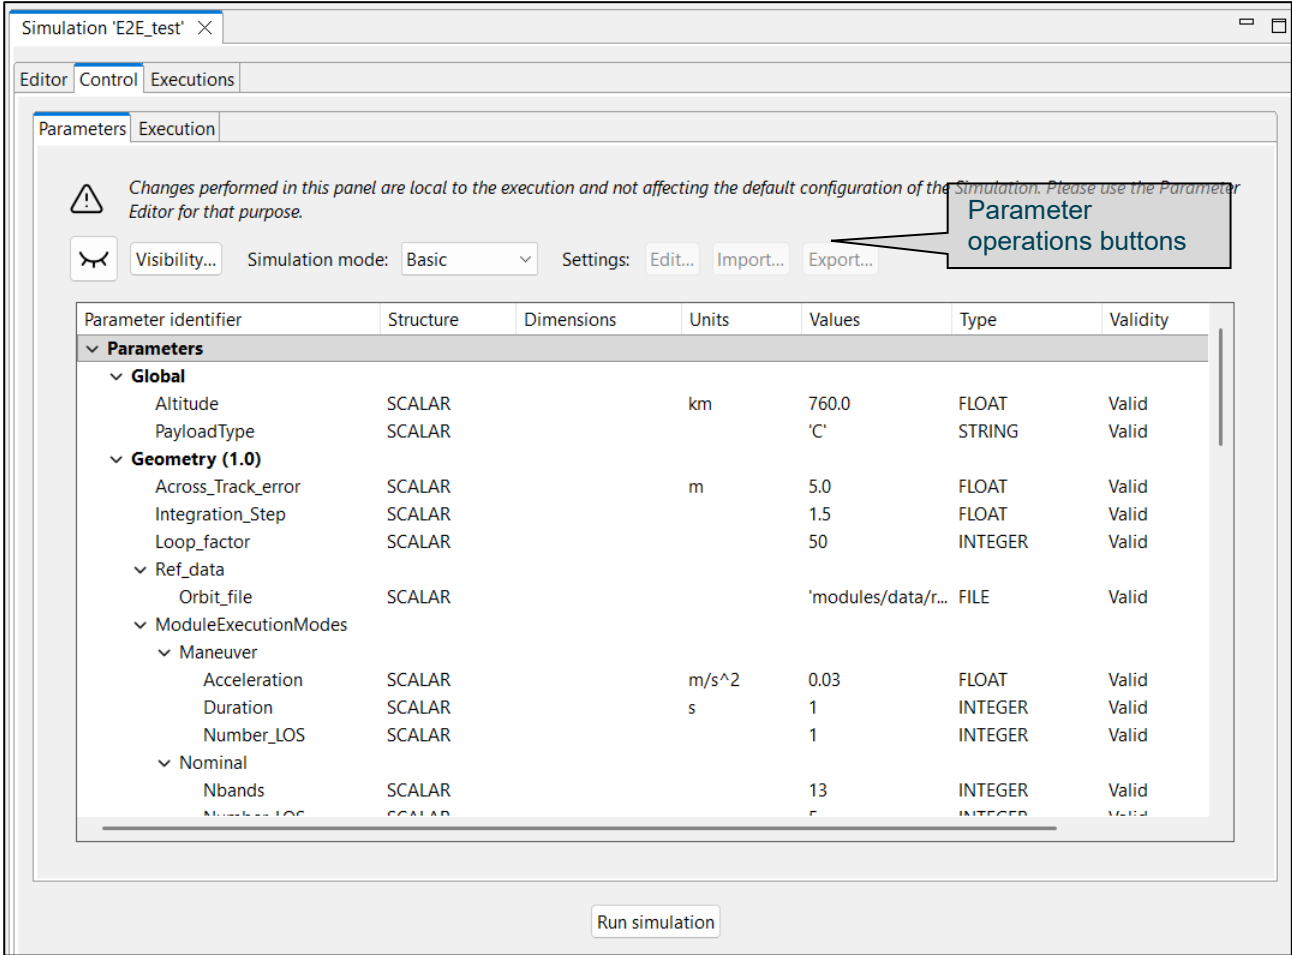 Simulation 'E2E_test'
Editor Control Executions
Parameters Execution
Changes performed in this panel are local to the execution and not affecting the default configuration of the Simulation. Please use the Parameter
Editor for that purpose.
Parameter
operations buttons
Visibility... Simulation mode: Basic Settings: Edit... Import... Export...
Parameter identifier Structure Dimensions Units Values Type Validity
Parameters
Global
Altitude SCALAR km 760.0 FLOAT Valid
PayloadType SCALAR 'C' STRING Valid
Geometry (1.0)
Across_Track_error SCALAR m 5.0 FLOAT Valid
Integration_Step SCALAR 1.5 FLOAT Valid
Loop_factor SCALAR 50 INTEGER Valid
Ref_data
Orbit_file SCALAR 'modules/data/r... FILE Valid
ModuleExecutionModes
Maneuver
Acceleration SCALAR m/s^2 0.03 FLOAT Valid
Duration SCALAR s 1 INTEGER Valid
Number_LOS SCALAR 1 INTEGER Valid
Nominal
Nbands SCALAR 13 INTEGER Valid
Number_LOS SCALAR 5 INTEGER Valid
Run simulation